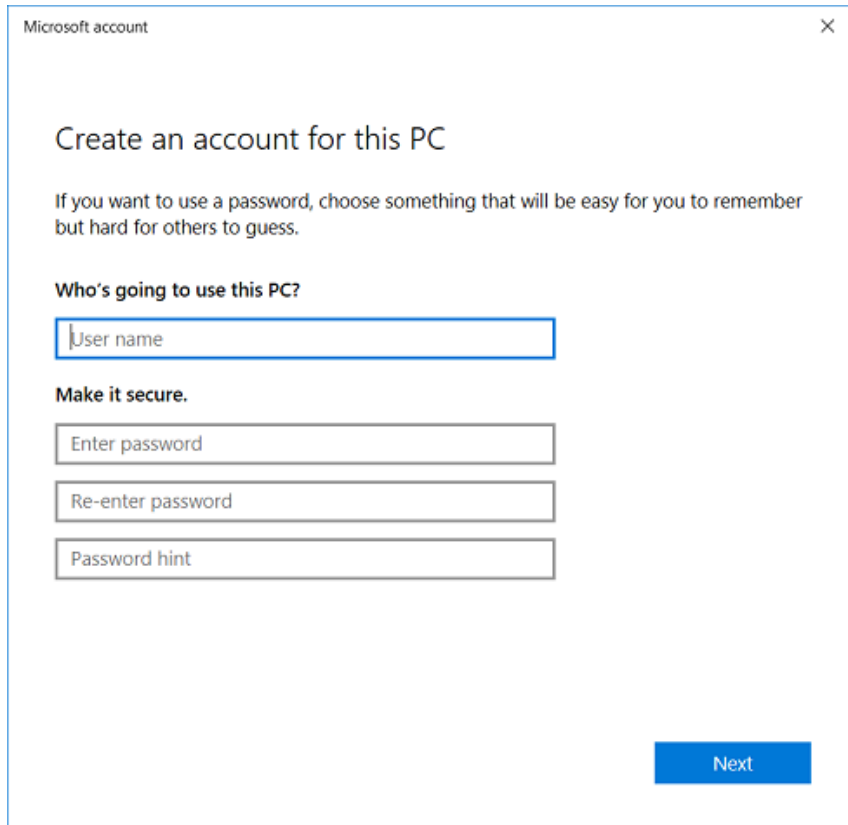 Microsoft account
Create an account for this PC
If you want to use a password, choose something that will be easy for you to remember
but hard for others to guess.
Who's going to use this PC?
User name
Make it secure.
Enter password
Re-enter password
Password hint
Next